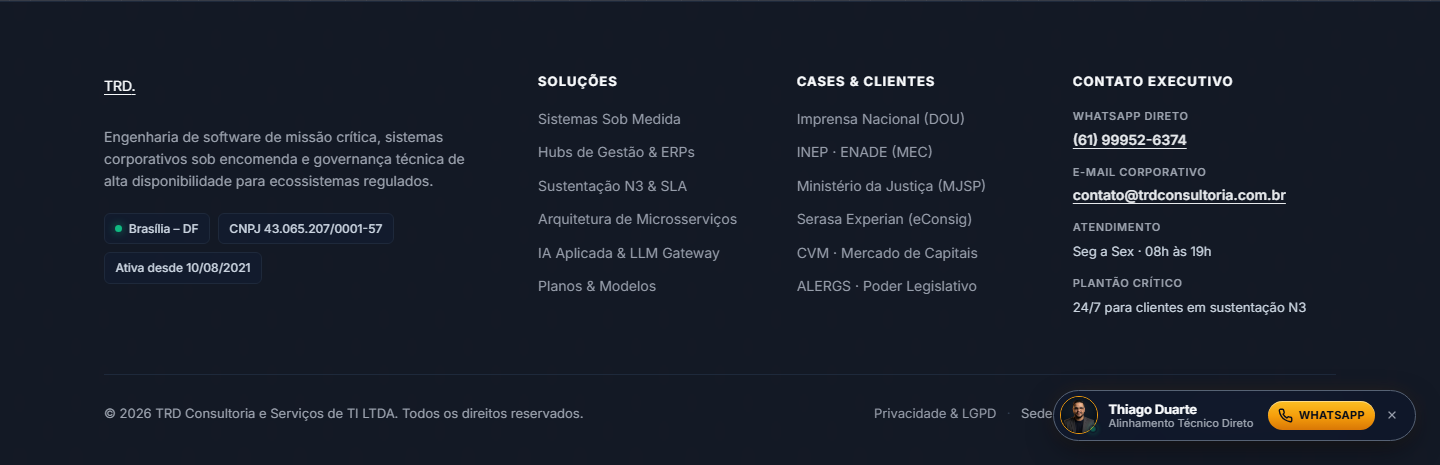 TRD.
Engenharia de software de missão crítica, sistemas
corporativos sob encomenda e governança técnica de
alta disponibilidade para ecossistemas regulados.
Brasília – DF
CNPJ 43.065.207/0001-57
Ativa desde 10/08/2021
SOLUÇÕES
Sistemas Sob Medida
Hubs de Gestão & ERPs
Sustentação N3 & SLA
Arquitetura de Microsserviços
IA Aplicada & LLM Gateway
Planos & Modelos
CASES & CLIENTES
Imprensa Nacional (DOU)
INEP · ENADE (MEC)
Ministério da Justiça (MJSP)
Serasa Experian (eConsig)
CVM · Mercado de Capitais
ALERGS · Poder Legislativo
CONTATO EXECUTIVO
WHATSAPP DIRETO
(61) 99952-6374
E-MAIL CORPORATIVO
contato@trdconsultoria.com.br
ATENDIMENTO
Seg a Sex · 08h às 19h
PLANTÃO CRÍTICO
24/7 para clientes em sustentação N3
© 2026 TRD Consultoria e Serviços de TI LTDA. Todos os direitos reservados.
Privacidade & LGPD · Sede
Thiago Duarte
Alinhamento Técnico Direto
WHATSAPP
×